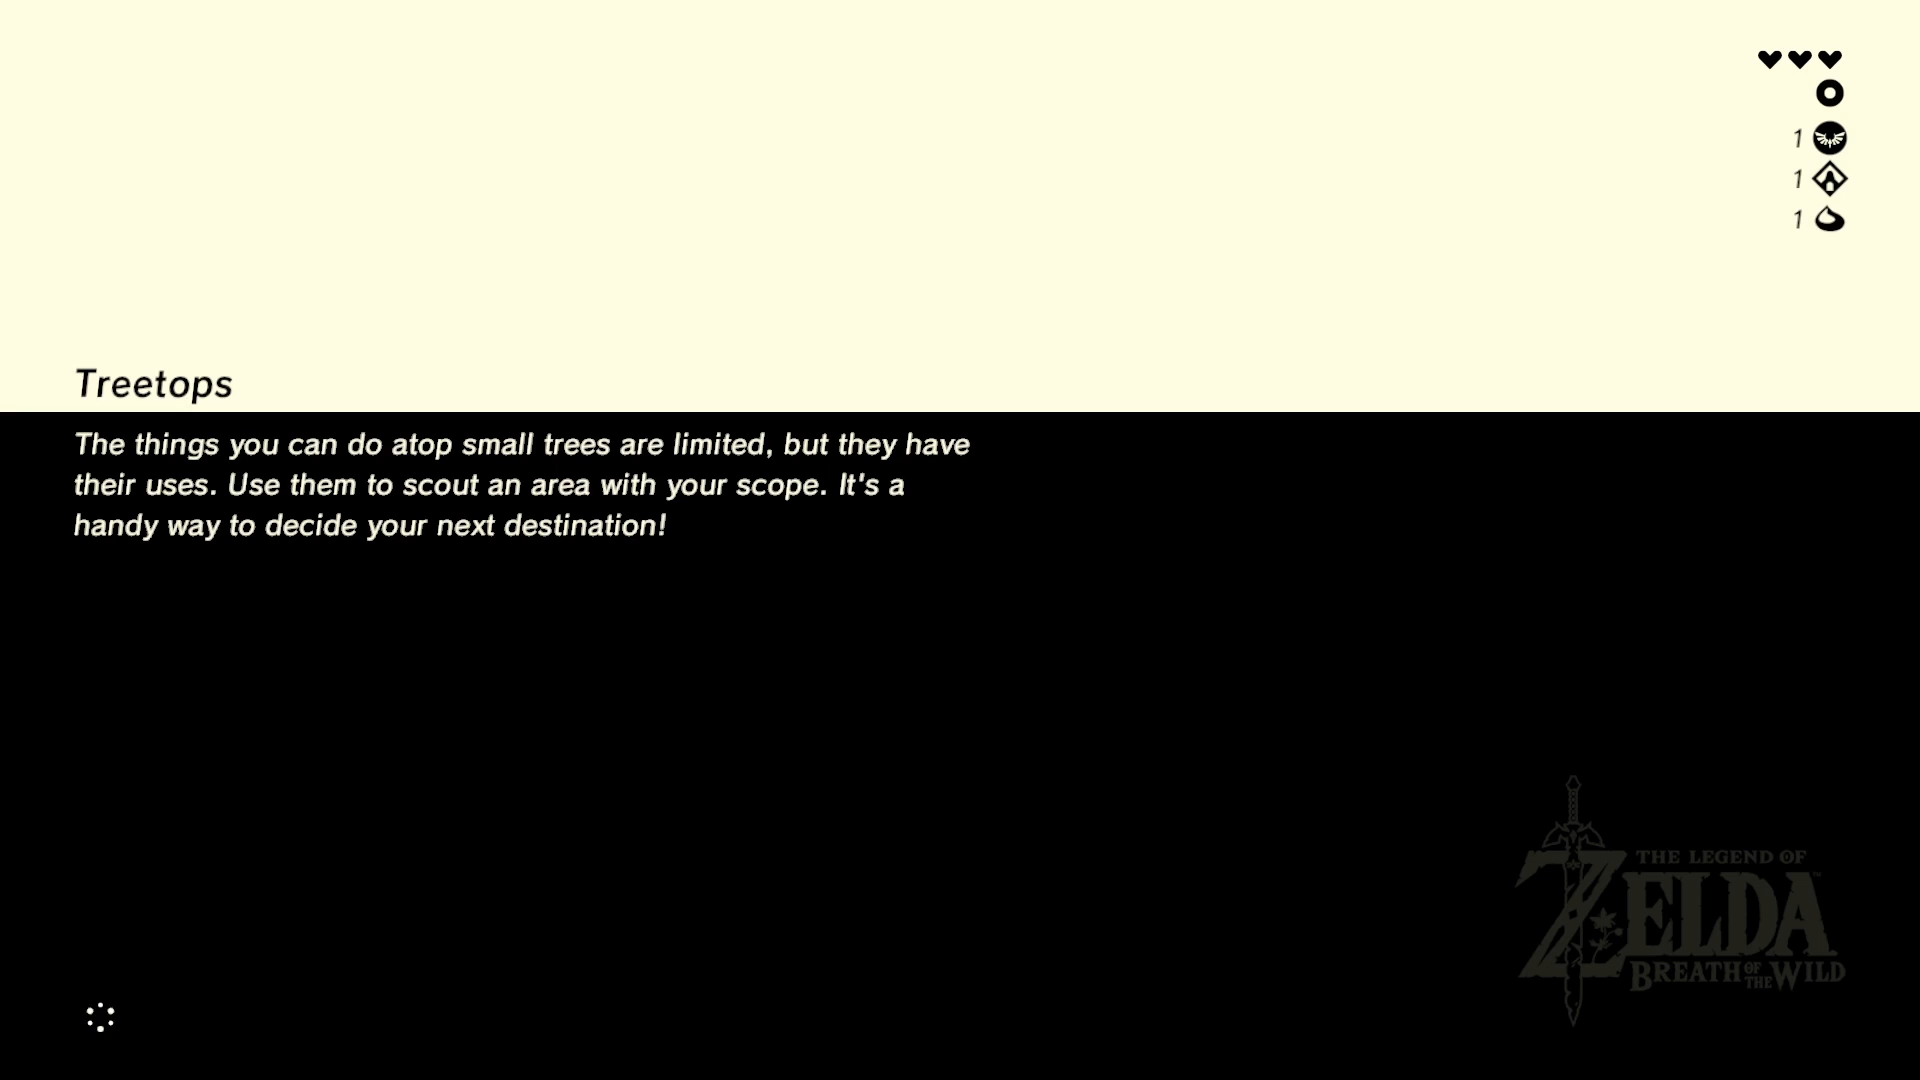 1
1
1
Treetops
The things you can do atop small trees are limited, but they have
their uses. Use them to scout an area with your scope. It's a
handy way to decide your next destination!
THE LEGEND OF
ZELDA™
BREATH OF THE WILD